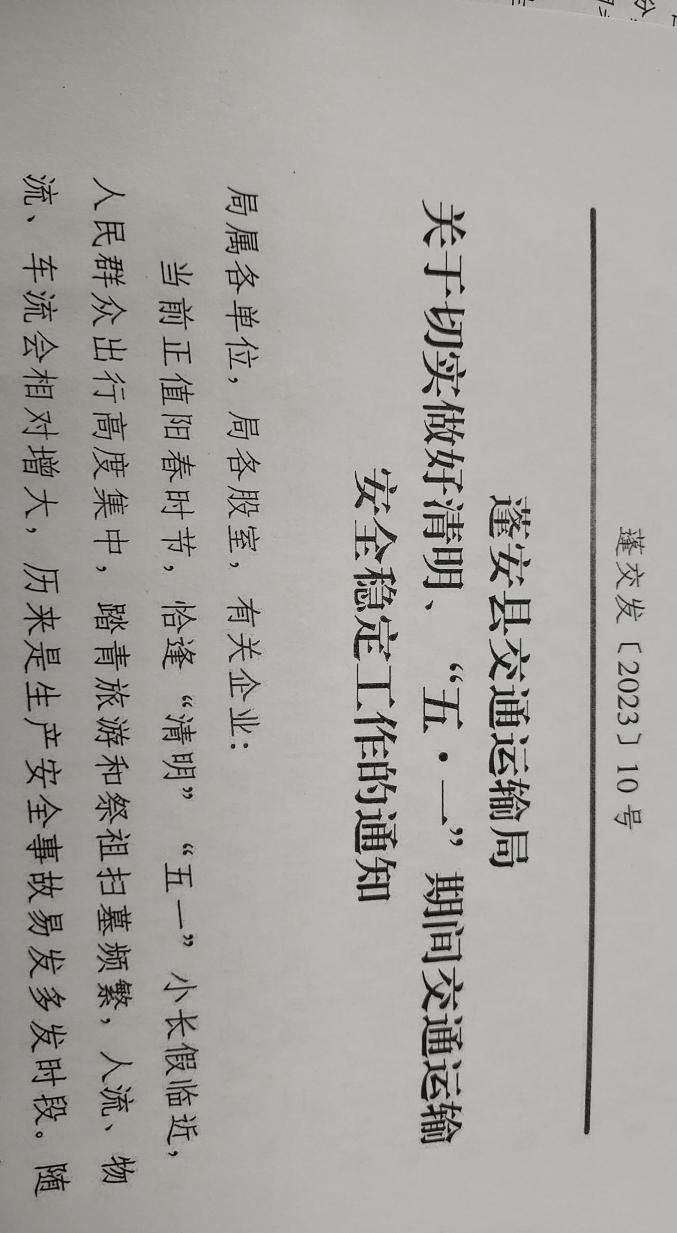 蓬交发〔2023〕10号
蓬安县交通运输局
关于切实做好清明、“五·一”期间交通运输
安全稳定工作的通知
局属各单位，局各股室，有关企业：
当前正值阳春时节，恰逢“清明”“五一”小长假临近，
人民群众出行高度集中，踏青旅游和祭祖扫墓频繁，人流、物
流、车流会相对增大，历来是生产安全事故易发多发时段。随